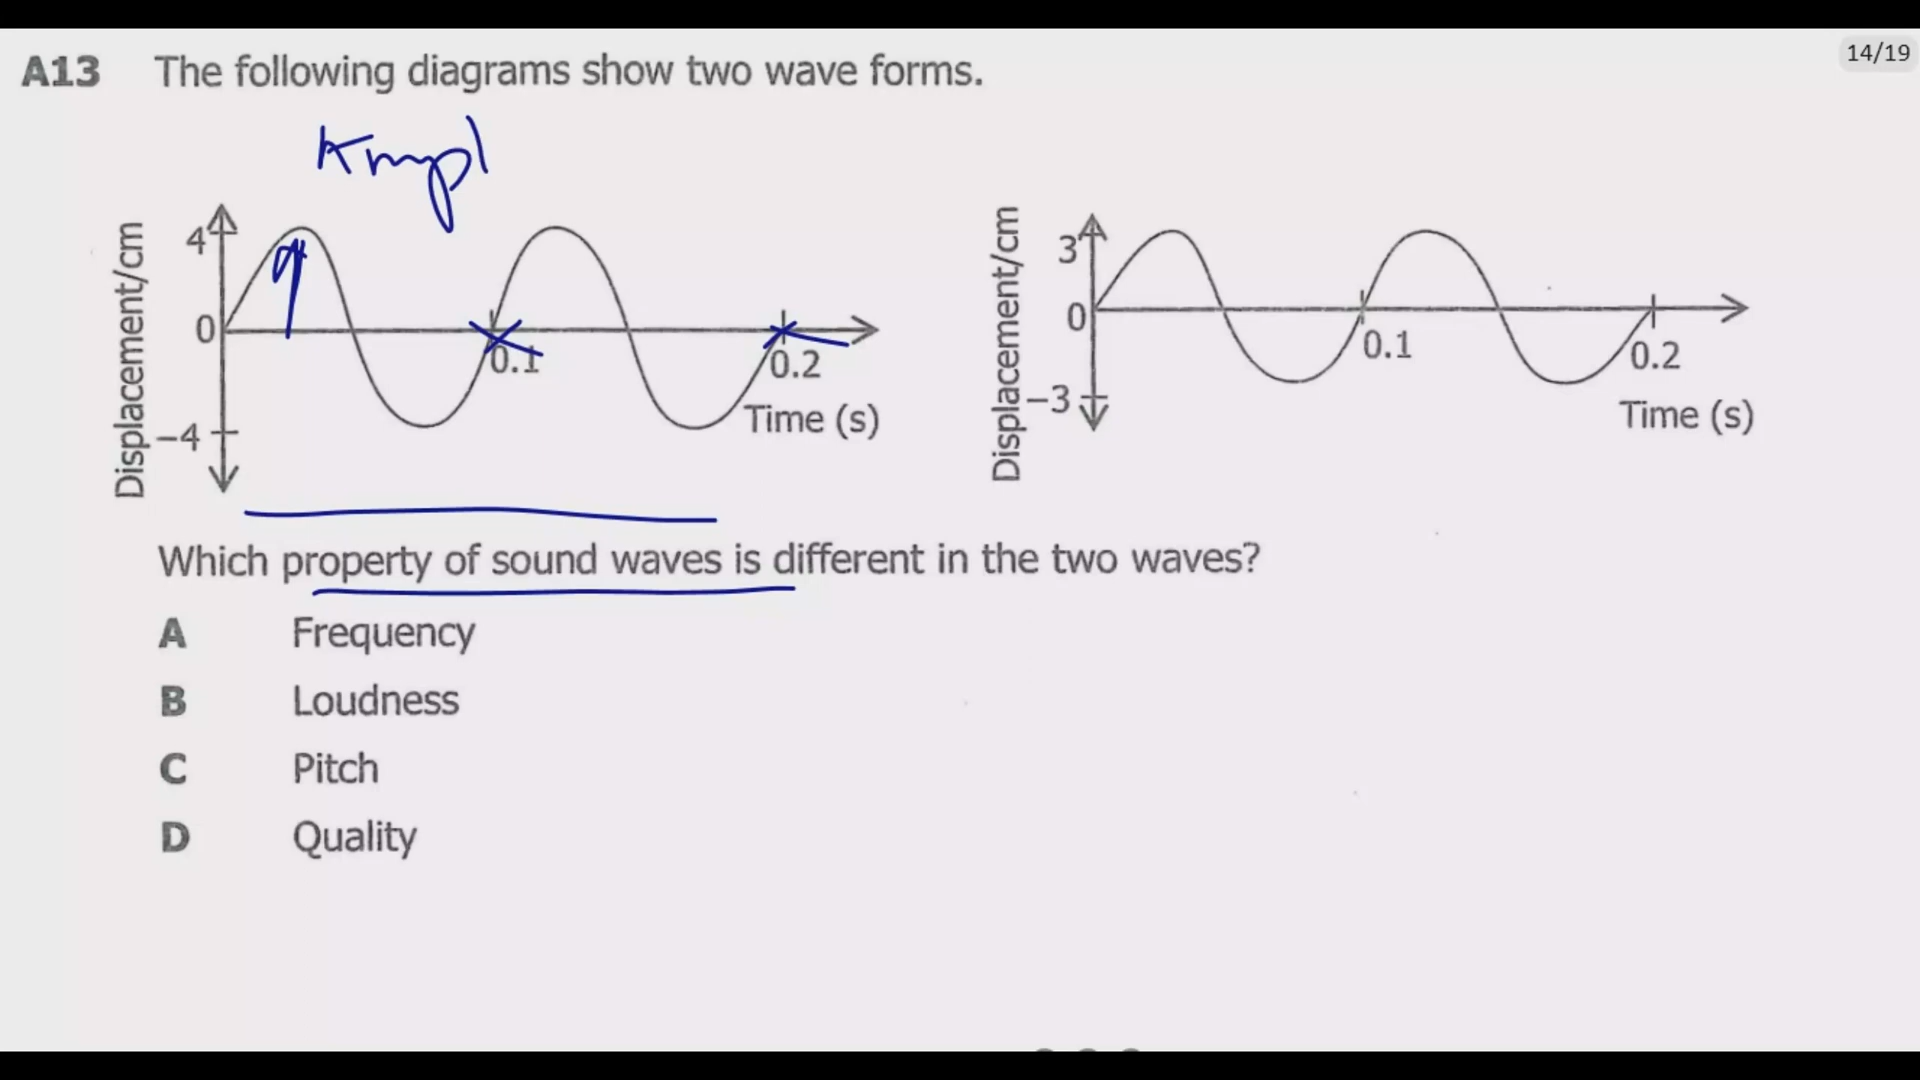 14/19
A13 The following diagrams show two wave forms.
Displacement/cm
4
0
-4
0.1
0.2
Time (s)
Displacement/cm
3
0
−3
0.1
0.2
Time (s)
Which property of sound waves is different in the two waves?
A Frequency
B Loudness
C Pitch
D Quality